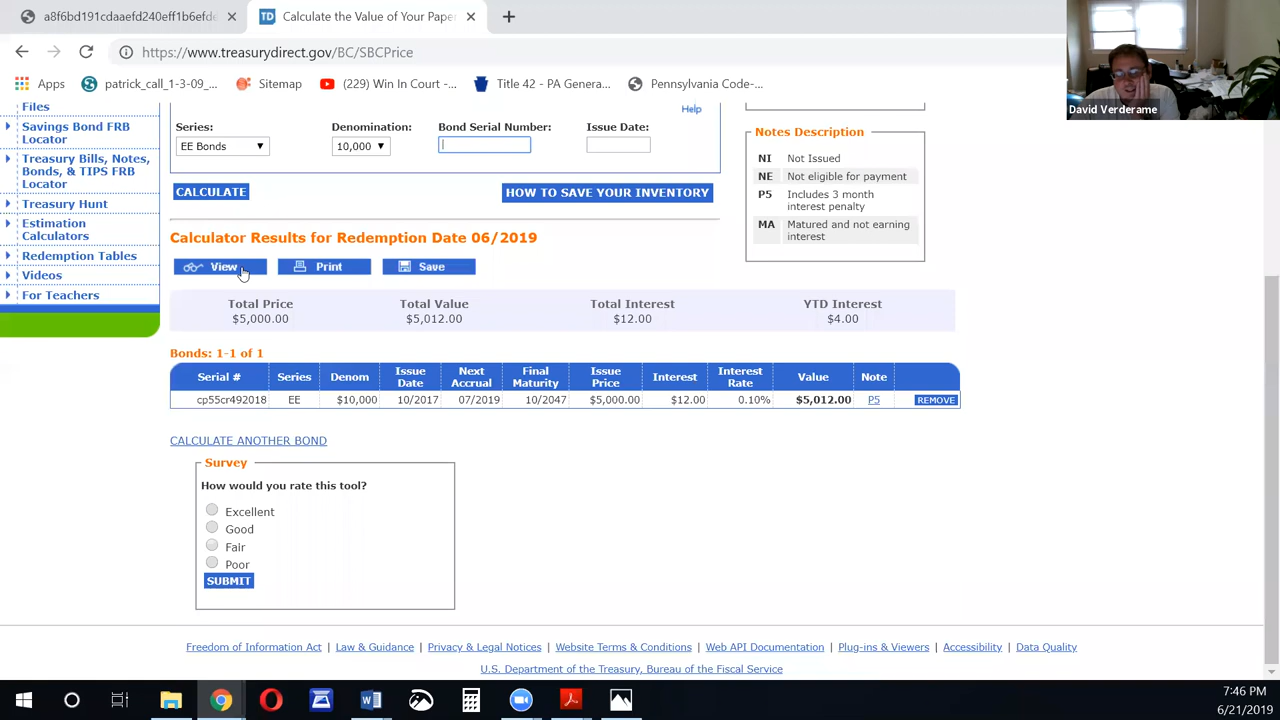 a8f6bd191cdaaefd240eff1b6efde
Calculate the Value of Your Paper
https://www.treasurydirect.gov/BC/SBCPrice
Apps
patrick_call_1-3-09_...
Sitemap
(229) Win In Court -...
Title 42 - PA Genera...
Pennsylvania Code-...
David Verderame
Files
Savings Bond FRB
Locator
Treasury Bills, Notes,
Bonds, & TIPS FRB
Locator
Treasury Hunt
Estimation
Calculators
Redemption Tables
Videos
For Teachers
Help
Series: Denomination: Bond Serial Number: Issue Date:
EE Bonds 10,000
CALCULATE HOW TO SAVE YOUR INVENTORY
Notes Description
NI Not Issued
NE Not eligible for payment
P5 Includes 3 month
interest penalty
MA Matured and not earning
interest
Calculator Results for Redemption Date 06/2019
View Print Save
Total Price Total Value Total Interest YTD Interest
$5,000.00 $5,012.00 $12.00 $4.00
Bonds: 1-1 of 1
Serial # Series Denom Issue Date Next Accrual Final Maturity Issue Price Interest Interest Rate Value Note
cp55cr492018 EE $10,000 10/2017 07/2019 10/2047 $5,000.00 $12.00 0.10% $5,012.00 P5 REMOVE
CALCULATE ANOTHER BOND
Survey
How would you rate this tool?
Excellent
Good
Fair
Poor
SUBMIT
Freedom of Information Act | Law & Guidance | Privacy & Legal Notices | Website Terms & Conditions | Web API Documentation | Plug-ins & Viewers | Accessibility | Data Quality
U.S. Department of the Treasury, Bureau of the Fiscal Service
7:46 PM
6/21/2019